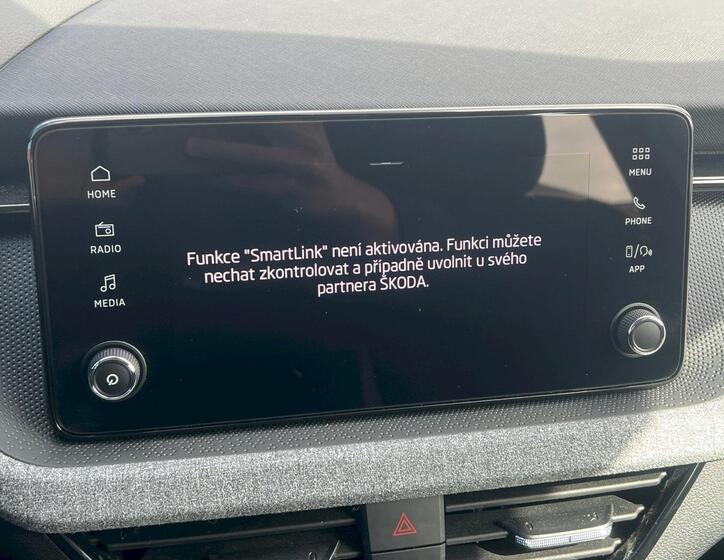 HOME
RADIO
MEDIA
Funkce "SmartLink" není aktivována. Funkci můžete
nechat zkontrolovat a případně uvolnit u svého
partnera ŠKODA.
MENU
PHONE
APP